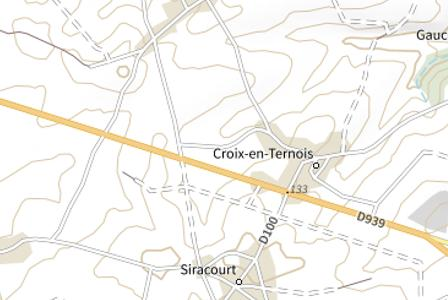 Gauc
Croix-en-Ternois
133
D939
D100
Siracourt